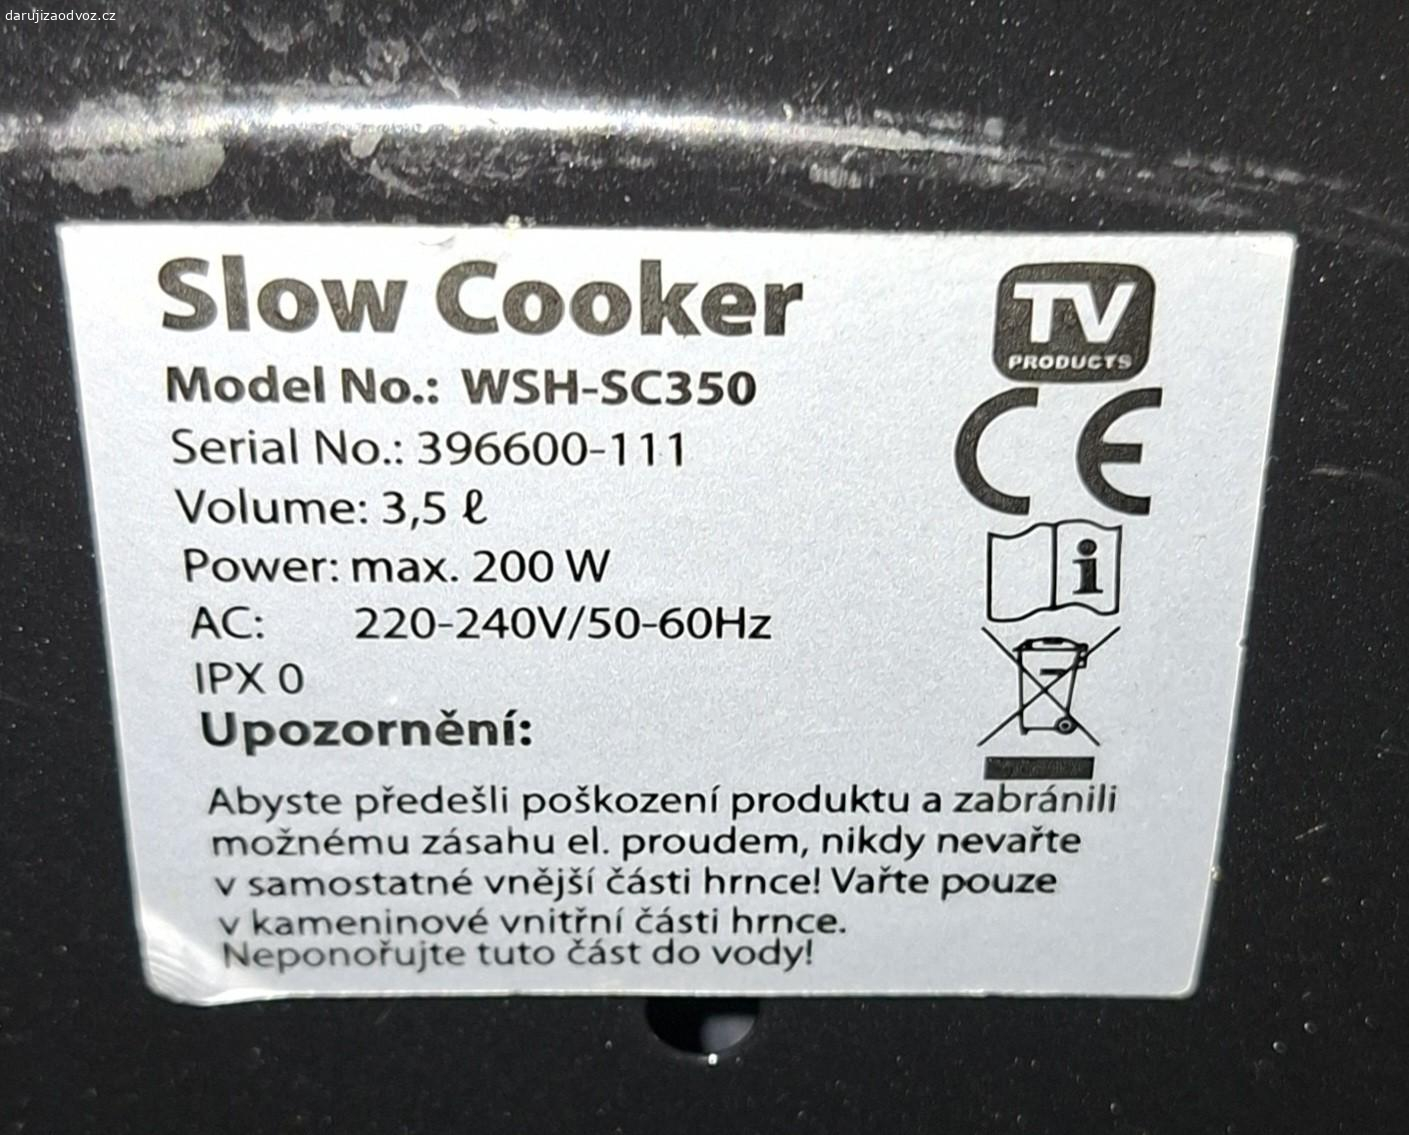 darujizaodvoz.cz
Slow Cooker
TV
PRODUCTS
Model No.: WSH-SC350
CE
Serial No.: 396600-111
Volume: 3,5 ℓ
Power: max. 200 W
i
AC: 220-240V/50-60Hz
IPX 0
Upozornění:
Abyste předešli poškození produktu a zabránili
možnému zásahu el. proudem, nikdy nevařte
v samostatné vnější části hrnce! Vařte pouze
v kameninové vnitřní části hrnce.
Neponořujte tuto část do vody!